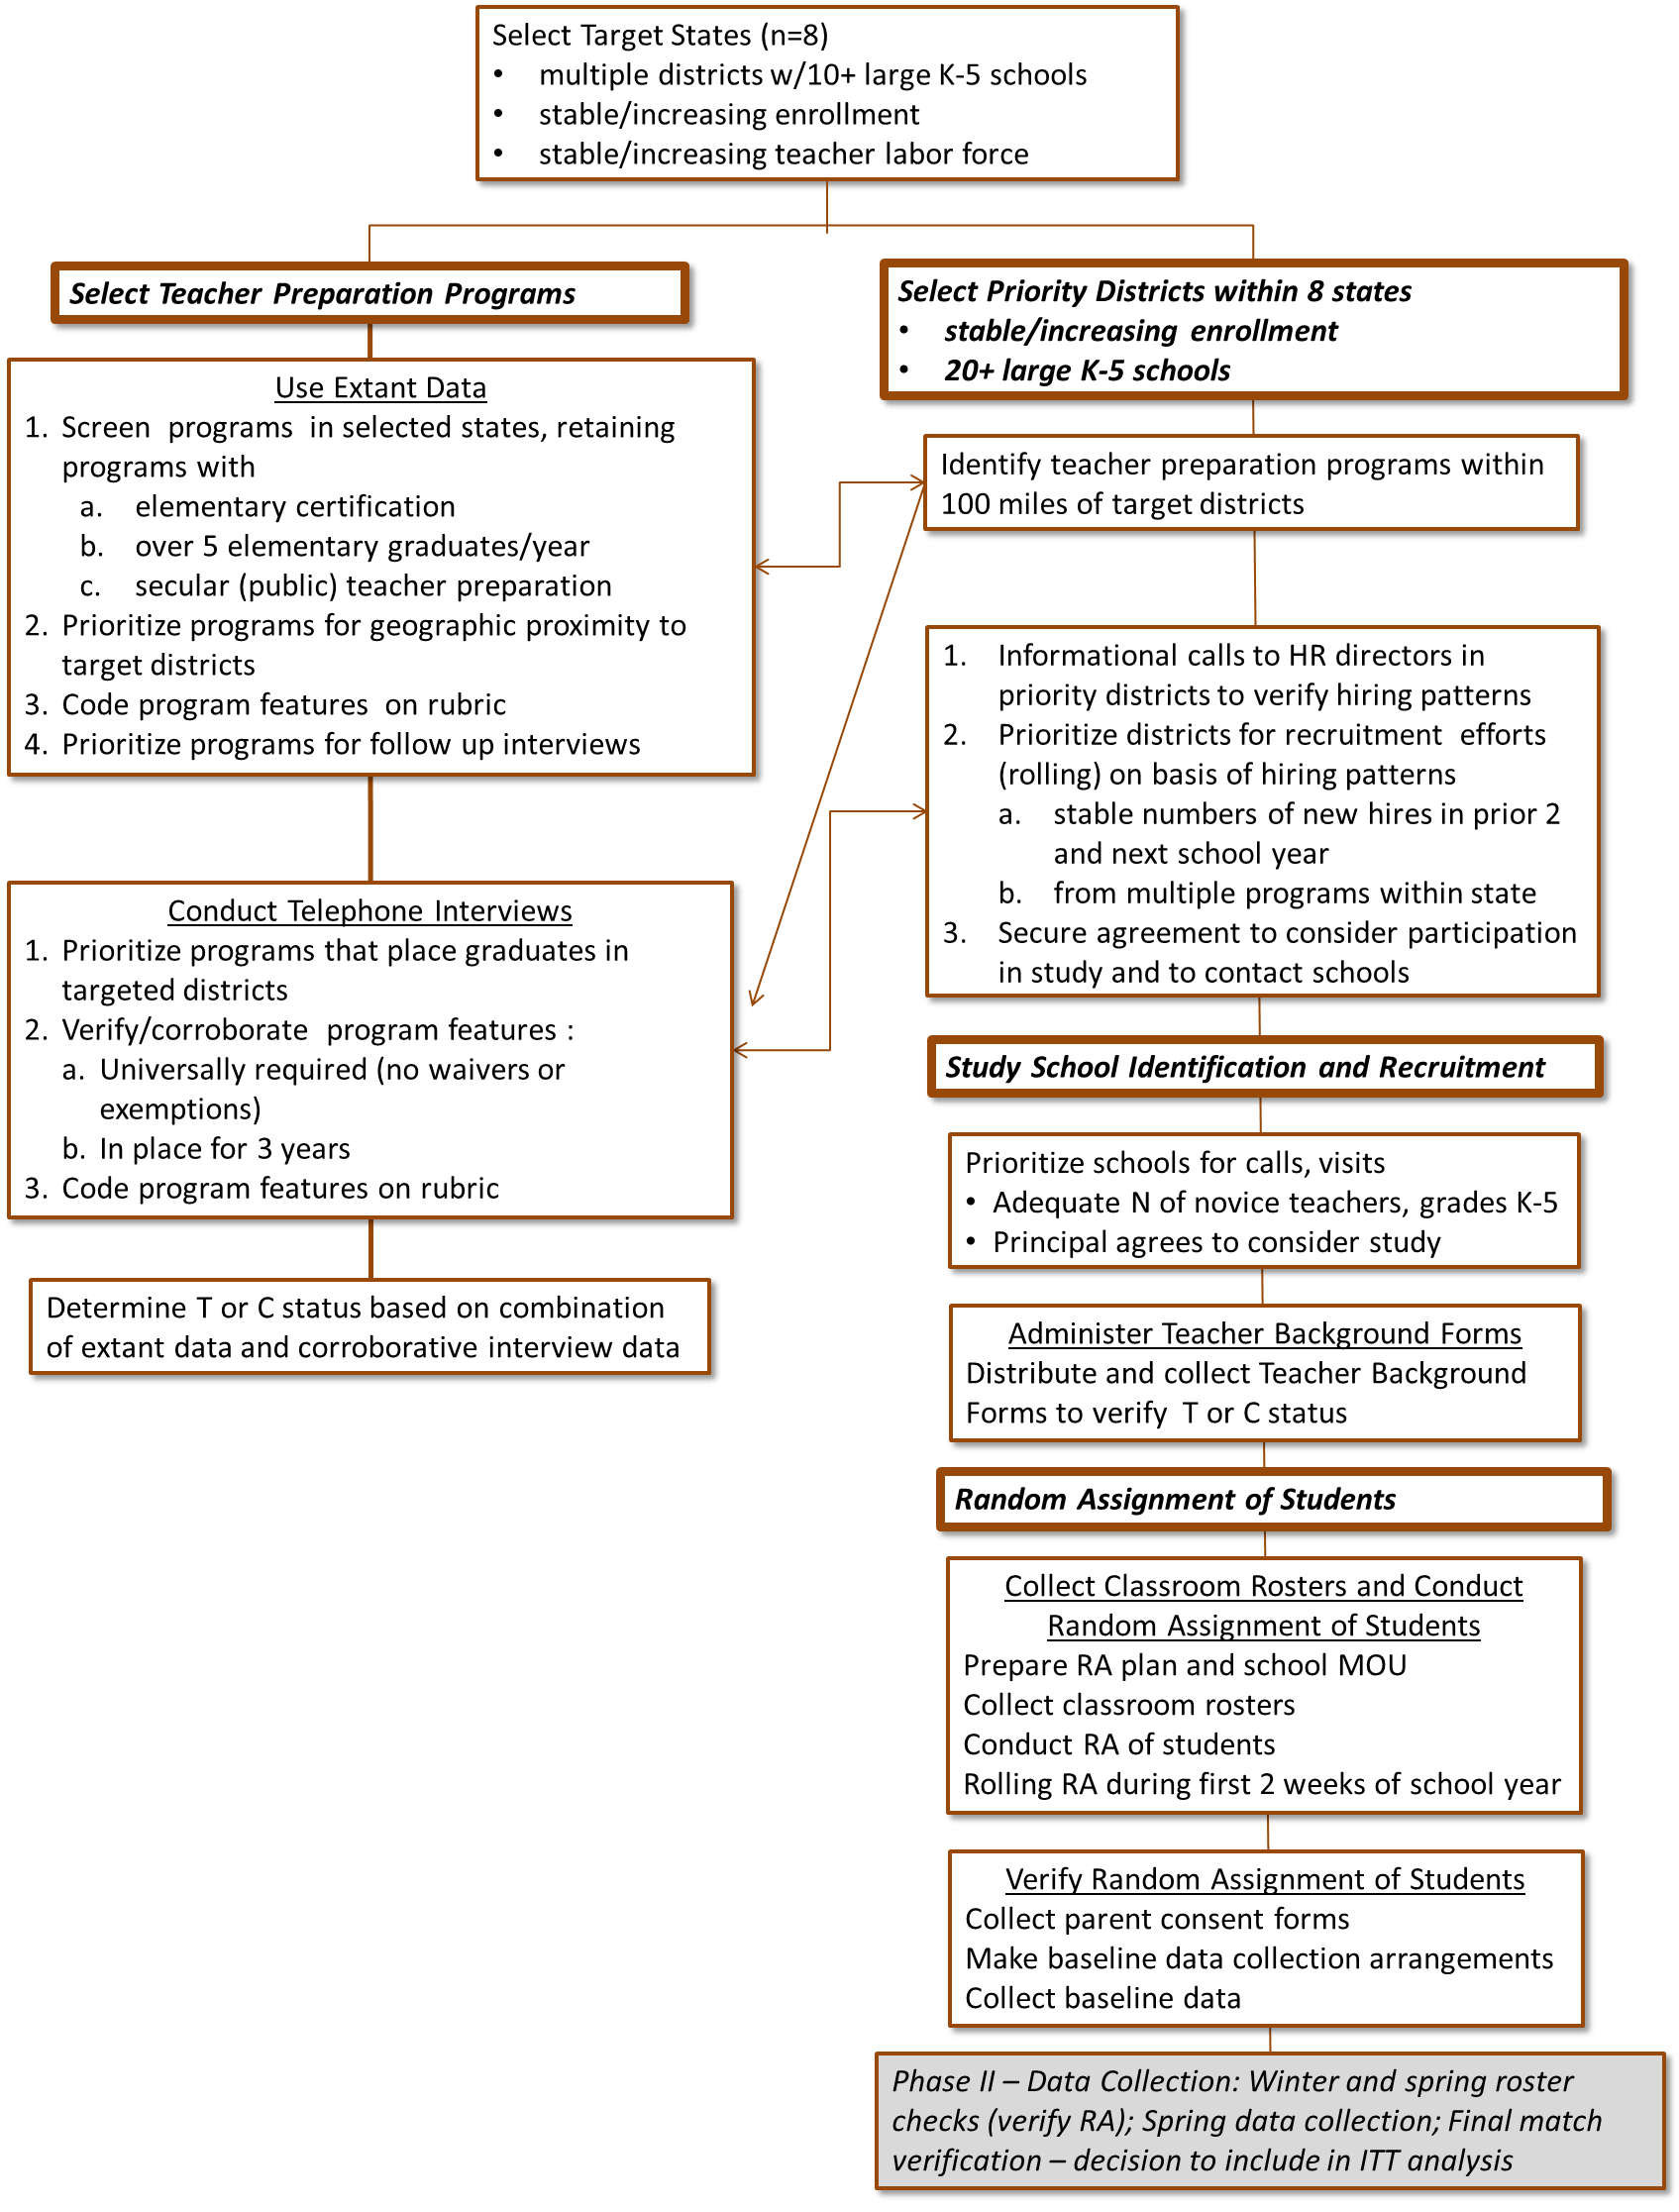 Select Target States (n=8)
• multiple districts w/10+ large K-5 schools
• stable/increasing enrollment
• stable/increasing teacher labor force
Select Teacher Preparation Programs
Use Extant Data
1. Screen programs in selected states, retaining
programs with
a. elementary certification
b. over 5 elementary graduates/year
c. secular (public) teacher preparation
2. Prioritize programs for geographic proximity to
target districts
3. Code program features on rubric
4. Prioritize programs for follow up interviews
Conduct Telephone Interviews
1. Prioritize programs that place graduates in
targeted districts
2. Verify/corroborate program features :
a. Universally required (no waivers or
exemptions)
b. In place for 3 years
3. Code program features on rubric
Determine T or C status based on combination
of extant data and corroborative interview data
Select Priority Districts within 8 states
• stable/increasing enrollment
• 20+ large K-5 schools
Identify teacher preparation programs within
100 miles of target districts
1. Informational calls to HR directors in
priority districts to verify hiring patterns
2. Prioritize districts for recruitment efforts
(rolling) on basis of hiring patterns
a. stable numbers of new hires in prior 2
and next school year
b. from multiple programs within state
3. Secure agreement to consider participation
in study and to contact schools
Study School Identification and Recruitment
Prioritize schools for calls, visits
• Adequate N of novice teachers, grades K-5
• Principal agrees to consider study
Administer Teacher Background Forms
Distribute and collect Teacher Background
Forms to verify T or C status
Random Assignment of Students
Collect Classroom Rosters and Conduct
Random Assignment of Students
Prepare RA plan and school MOU
Collect classroom rosters
Conduct RA of students
Rolling RA during first 2 weeks of school year
Verify Random Assignment of Students
Collect parent consent forms
Make baseline data collection arrangements
Collect baseline data
Phase II – Data Collection: Winter and spring roster
checks (verify RA); Spring data collection; Final match
verification – decision to include in ITT analysis